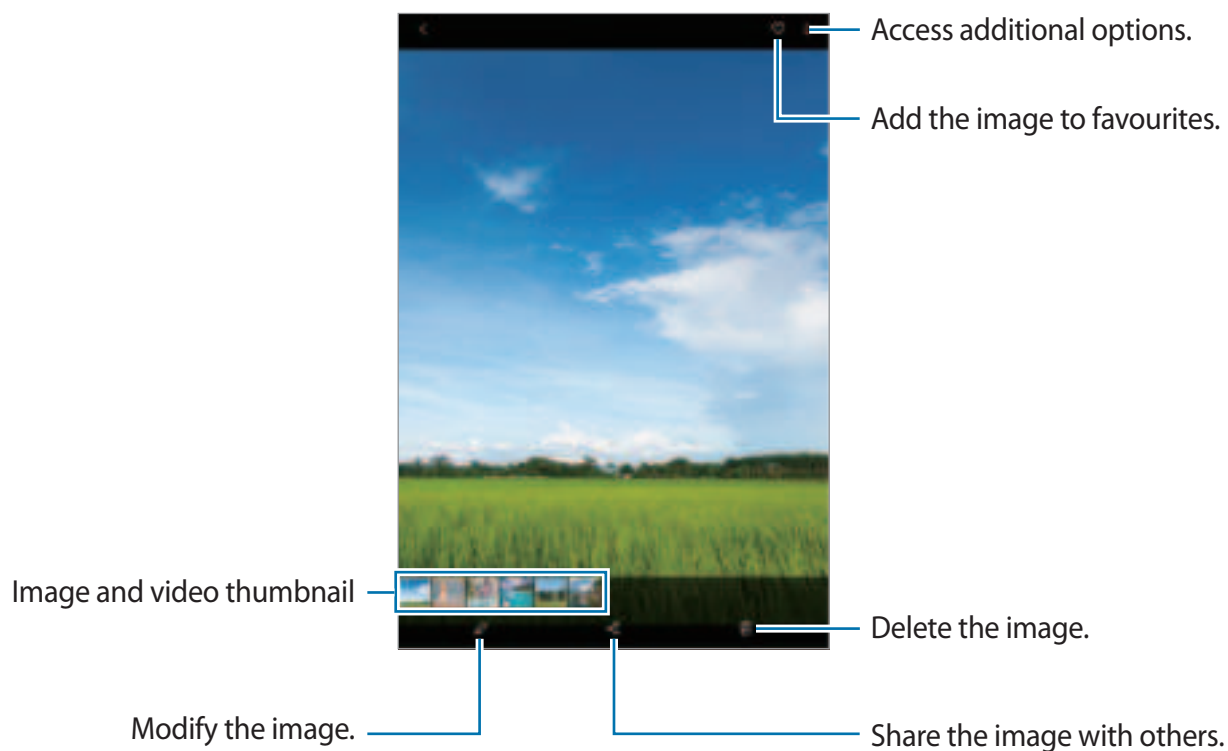 Access additional options.
Add the image to favourites.
Image and video thumbnail
Delete the image.
Modify the image.
Share the image with others.